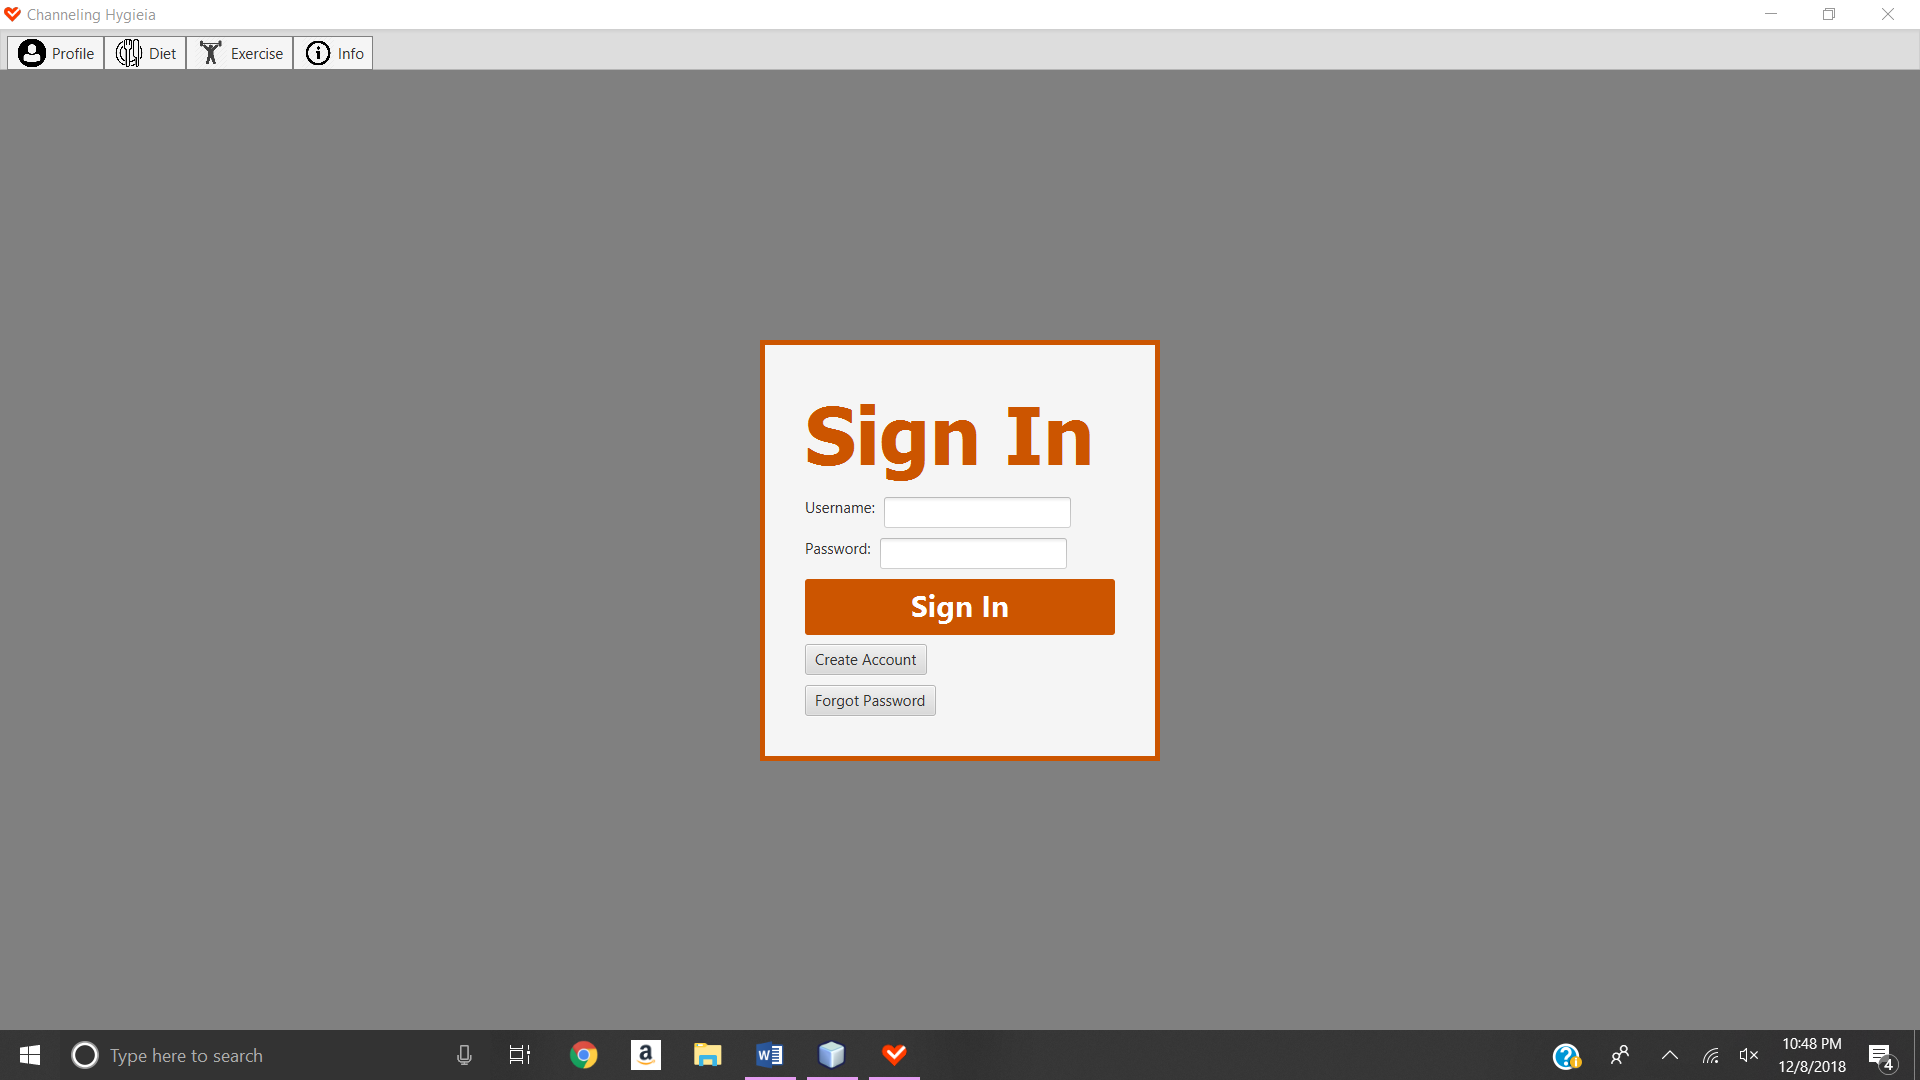 Channeling Hygieia
Profile Diet Exercise Info
Sign In
Username:
Password:
Sign In
Create Account
Forgot Password
Type here to search
10:48 PM
12/8/2018
4